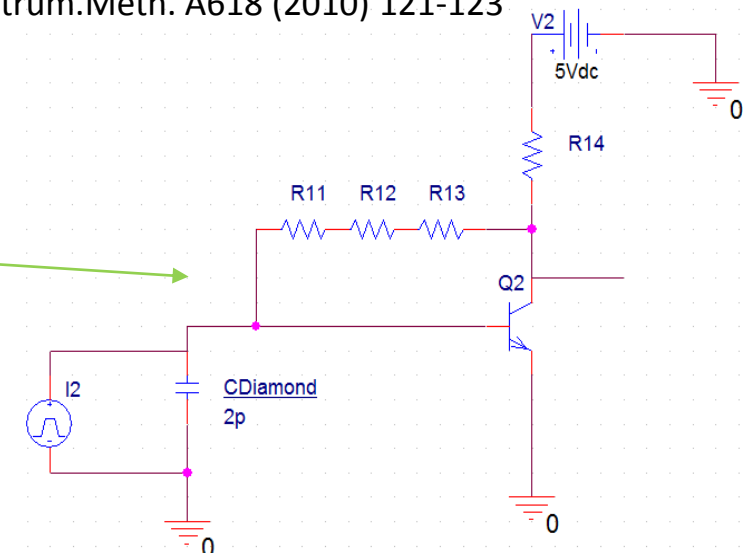 trum.Meth. A618 (2010) 121-123
V2
5Vdc
0
R14
R11 R12 R13
Q2
I2
CDiamond
2p
0
0